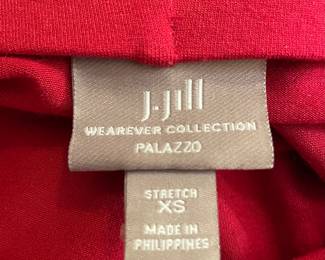 J.Jill
WEAREVER COLLECTION
PALAZZO
STRETCH
XS
MADE IN
PHILIPPINES